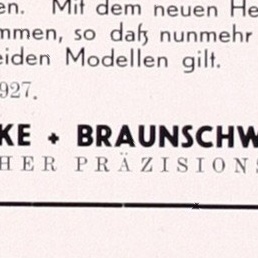 en. Mit dem neuen He
mmen, so daß nunmehr
eiden Modellen gilt.
927.
KE + BRAUNSCHW
HER PRÄZISIONS